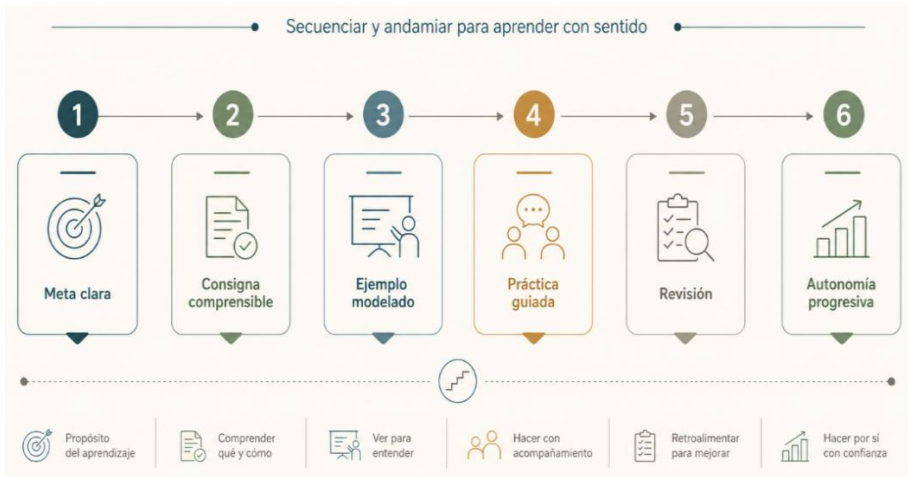 Secuenciar y andamiar para aprender con sentido
1
2
3
4
5
6
Meta clara
Consigna
comprensible
Ejemplo
modelado
Práctica
guiada
Revisión
Autonomía
progresiva
Propósito
del aprendizaje
Comprender
qué y cómo
Ver para
entender
Hacer con
acompañamiento
Retroalimentar
para mejorar
Hacer por sí
con confianza